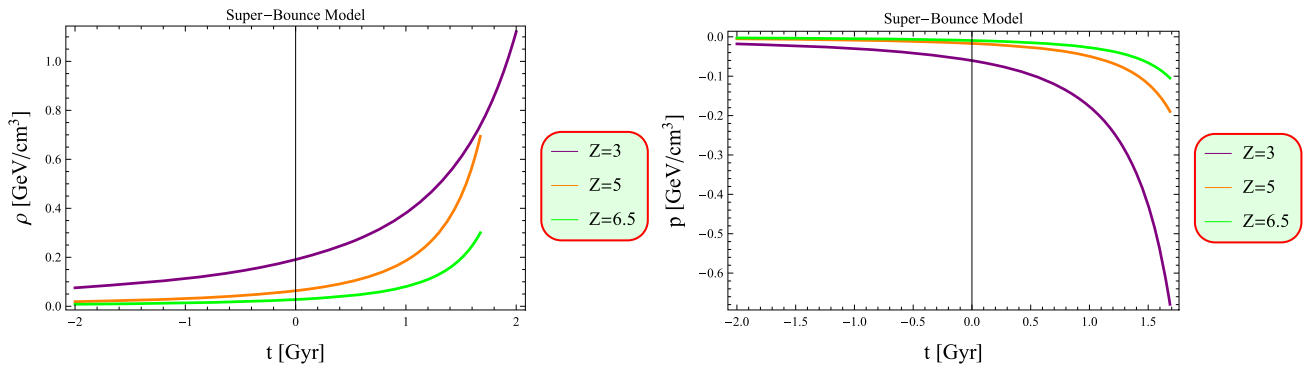 Super−Bounce Model
ρ [GeV/cm³]
1.0
0.8
0.6
0.4
0.2
0.0
−2
−1
0
1
2
t [Gyr]
Z=3
Z=5
Z=6.5
Super−Bounce Model
p [GeV/cm³]
0.0
−0.1
−0.2
−0.3
−0.4
−0.5
−0.6
−2.0
−1.5
−1.0
−0.5
0.0
0.5
1.0
1.5
t [Gyr]
Z=3
Z=5
Z=6.5